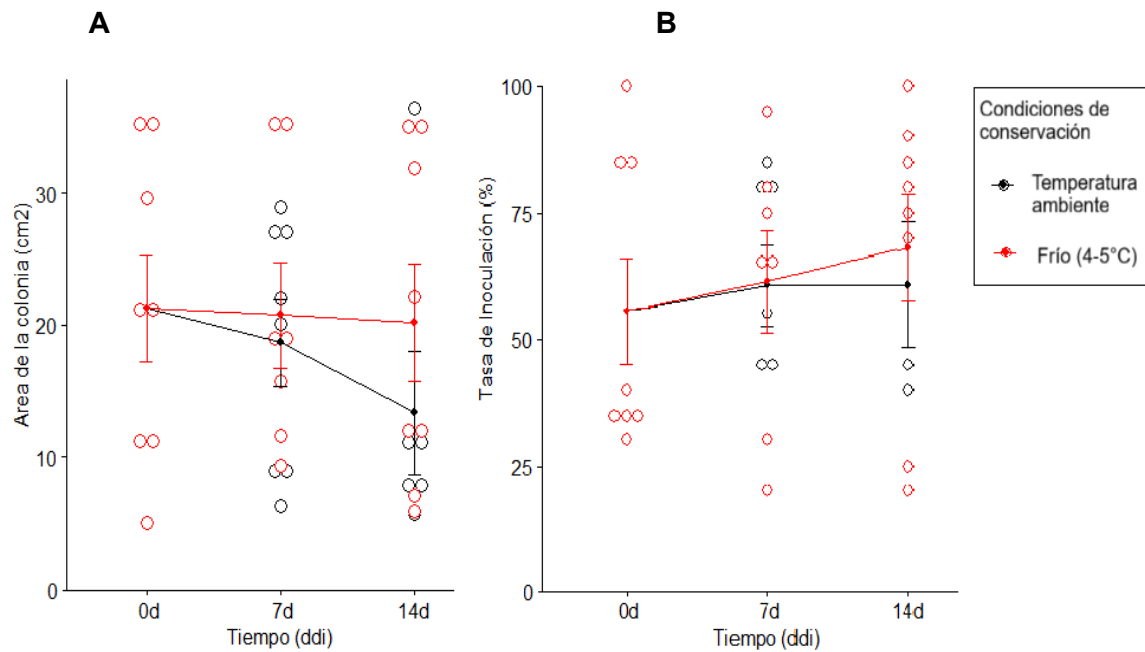 A
B
Area de la colonia (cm2)
30
20
10
0
0d
7d
14d
Tiempo (ddi)
Tasa de Inoculación (%)
100
75
50
25
0
0d
7d
14d
Tiempo (ddi)
Condiciones de
conservación
Temperatura
ambiente
Frío (4-5°C)